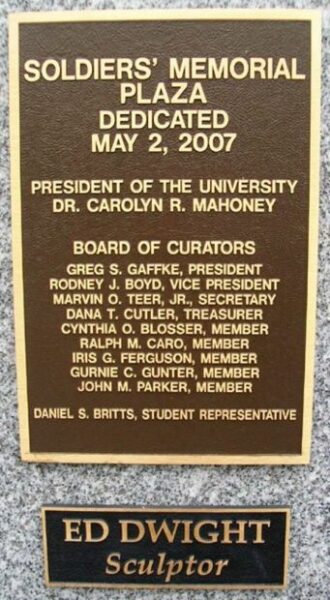 SOLDIERS' MEMORIAL
PLAZA
DEDICATED
MAY 2, 2007
PRESIDENT OF THE UNIVERSITY
DR. CAROLYN R. MAHONEY
BOARD OF CURATORS
GREG S. GAFFKE, PRESIDENT
RODNEY J. BOYD, VICE PRESIDENT
MARVIN O. TEER, JR., SECRETARY
DANA T. CUTLER, TREASURER
CYNTHIA O. BLOSSER, MEMBER
RALPH M. CARO, MEMBER
IRIS G. FERGUSON, MEMBER
GURNIE C. GUNTER, MEMBER
JOHN M. PARKER, MEMBER
DANIEL S. BRITTS, STUDENT REPRESENTATIVE
ED DWIGHT
Sculptor